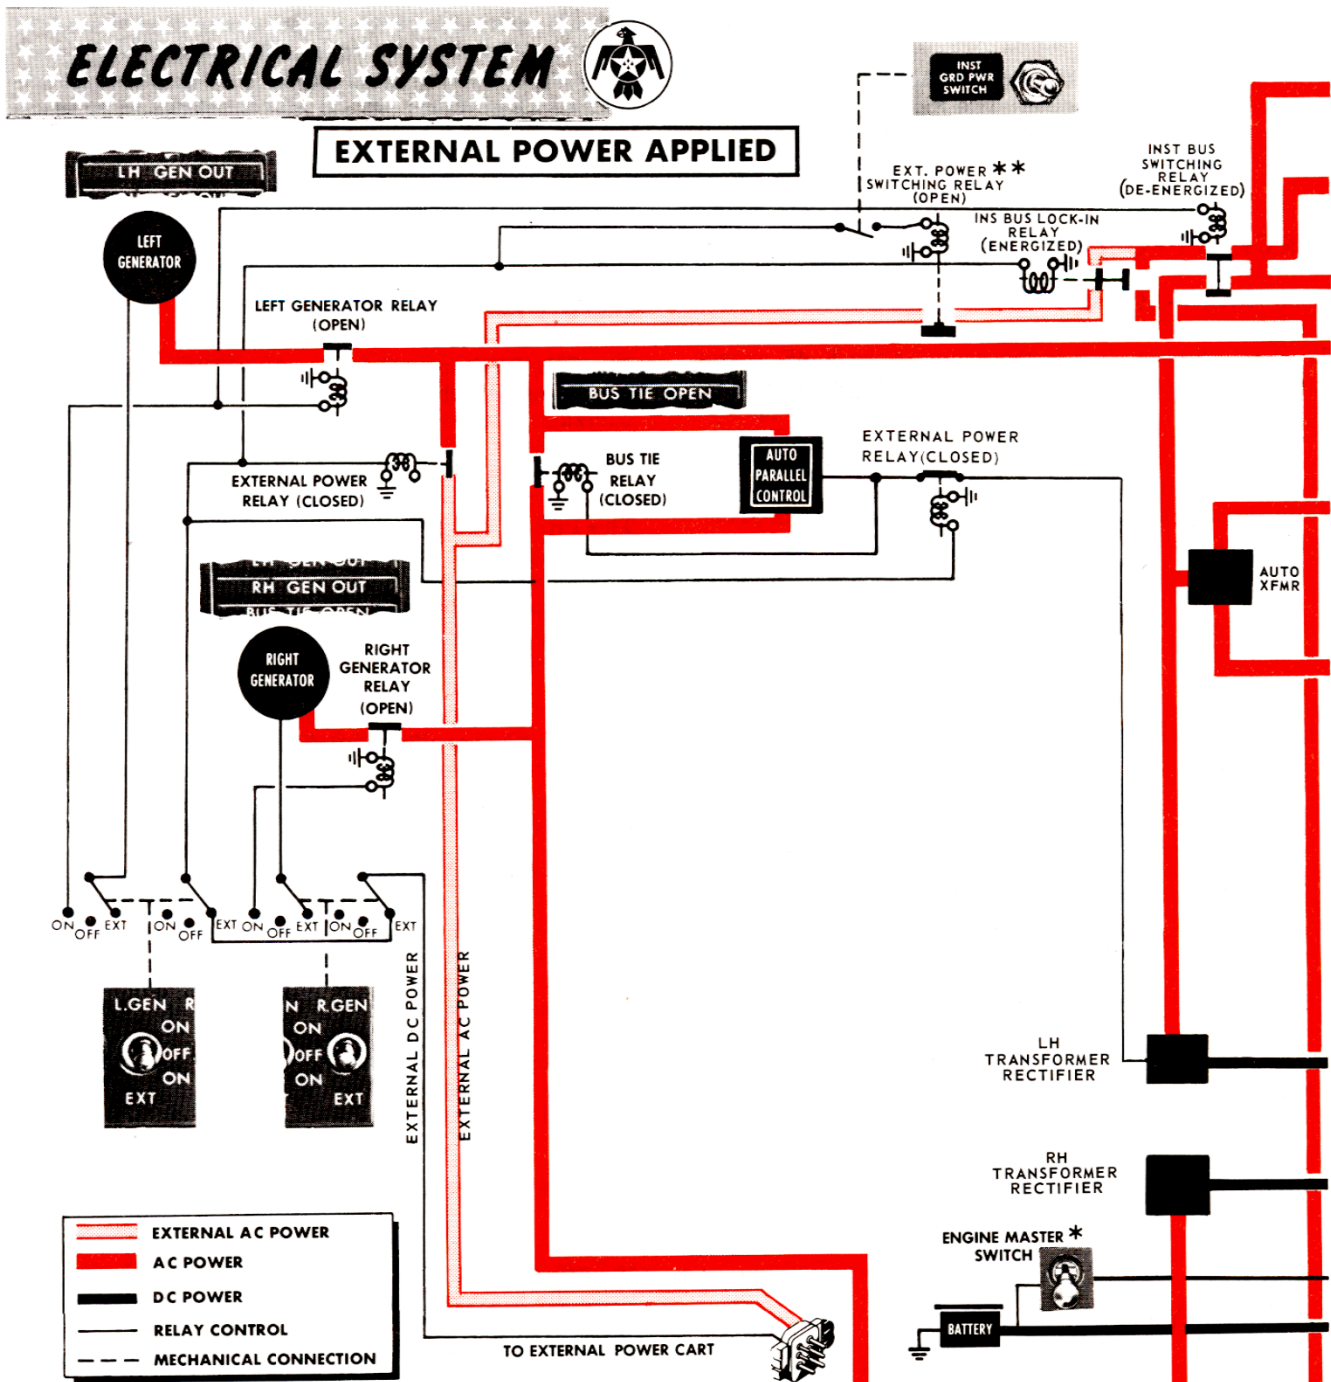 ELECTRICAL SYSTEM
EXTERNAL POWER APPLIED
INST
GRD PWR
SWITCH
LH GEN OUT
LEFT
GENERATOR
EXT. POWER **
SWITCHING RELAY
(OPEN)
INST BUS
SWITCHING
RELAY
(DE-ENERGIZED)
INS BUS LOCK-IN
RELAY
(ENERGIZED)
LEFT GENERATOR RELAY
(OPEN)
BUS TIE OPEN
EXTERNAL POWER
RELAY (CLOSED)
BUS TIE
RELAY
(CLOSED)
AUTO
PARALLEL
CONTROL
EXTERNAL POWER
RELAY(CLOSED)
LH GEN OUT
RH GEN OUT
BUS TIE OPEN
AUTO
XFMR
RIGHT
GENERATOR
RIGHT
GENERATOR
RELAY
(OPEN)
ON OFF EXT ON OFF EXT ON OFF EXT ON OFF EXT
L.GEN R
ON
OFF
ON
EXT
N R.GEN
ON
OFF
ON
EXT
EXTERNAL DC POWER
EXTERNAL AC POWER
LH
TRANSFORMER
RECTIFIER
RH
TRANSFORMER
RECTIFIER
ENGINE MASTER *
SWITCH
BATTERY
EXTERNAL AC POWER
AC POWER
DC POWER
RELAY CONTROL
MECHANICAL CONNECTION
TO EXTERNAL POWER CART